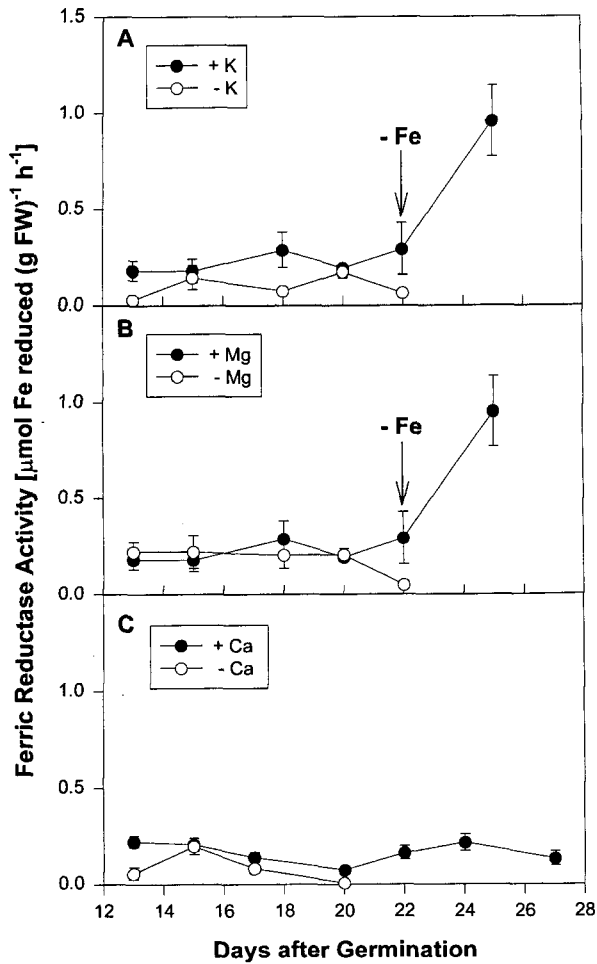 Ferric Reductase Activity [μmol Fe reduced (g FW)⁻¹ h⁻¹]
1.5
A
+ K
- K
1.0
- Fe
0.5
0.0
B
+ Mg
- Mg
1.0
- Fe
0.5
0.0
C
+ Ca
- Ca
1.0
0.5
0.0
12 14 16 18 20 22 24 26 28
Days after Germination